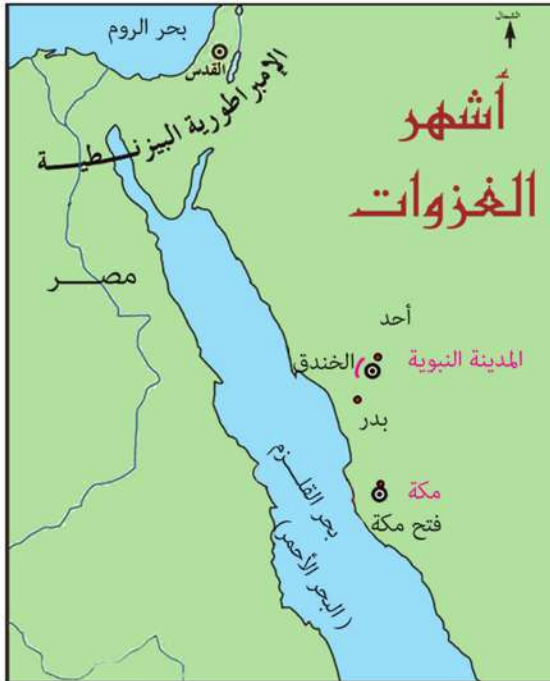 الشمال
بحر الروم
القدس
الإمبراطورية البيزنطية
أشهر
الغزوات
مصر
أحد
المدينة النبوية
الخندق
بدر
مكة
فتح مكة
بحر القلزم
(البحر الأحمر)